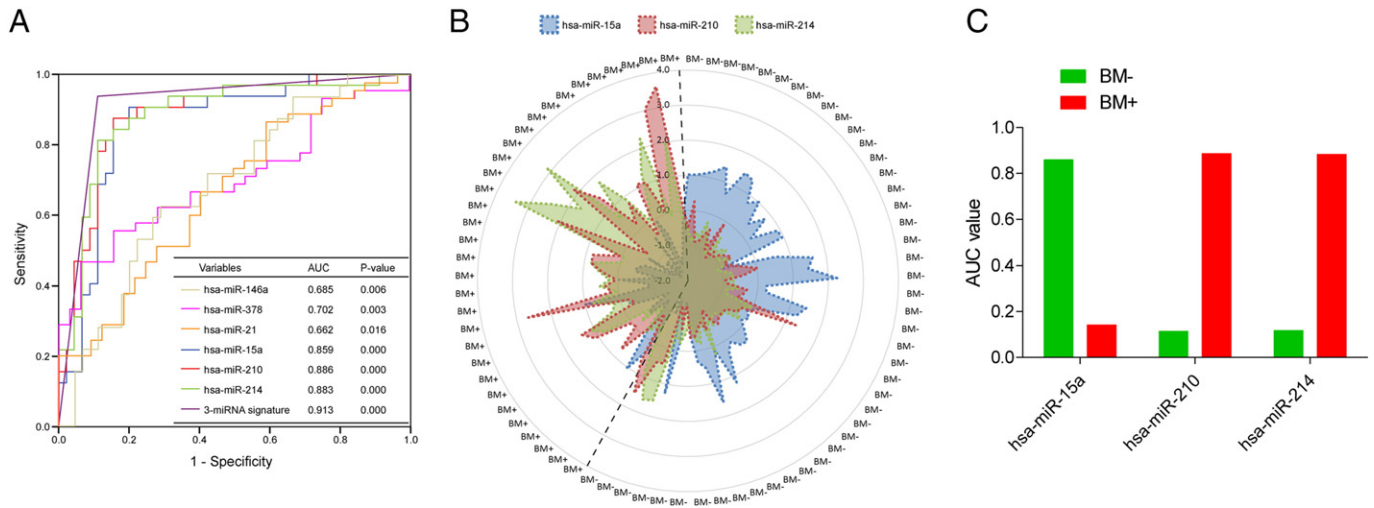 A
B
C
hsa-miR-15a
hsa-miR-210
hsa-miR-214
1.0
0.8
0.6
0.4
0.2
0.0
0.0
0.2
0.4
0.6
0.8
1.0
Sensitivity
1 - Specificity
Variables AUC P-value
hsa-miR-146a 0.685 0.006
hsa-miR-378 0.702 0.003
hsa-miR-21 0.662 0.016
hsa-miR-15a 0.859 0.000
hsa-miR-210 0.886 0.000
hsa-miR-214 0.883 0.000
3-miRNA signature 0.913 0.000
4.0
3.0
2.0
1.0
0.0
-1.0
-2.0
BM-
BM+
BM-
BM+
1.0
0.8
0.6
0.4
0.2
0.0
AUC value
hsa-miR-15a
hsa-miR-210
hsa-miR-214